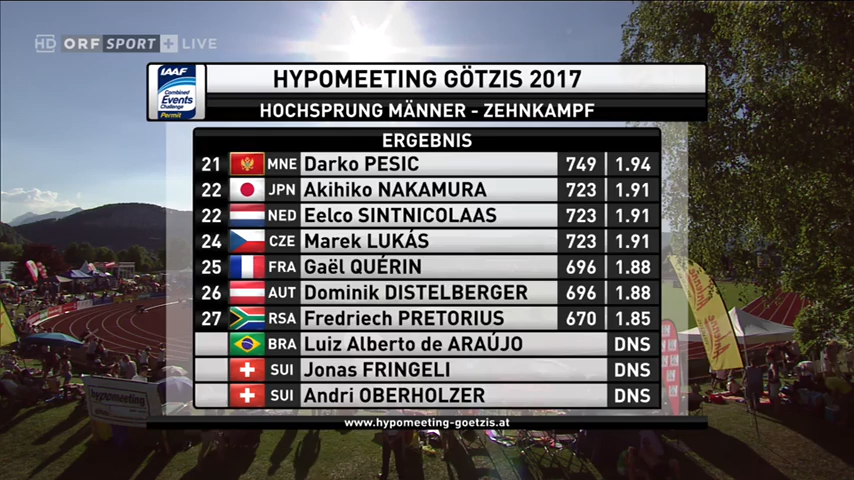 HD ORF SPORT + LIVE
IAAF
Combined
Events
Challenge
Permit
HYPOMEETING GÖTZIS 2017
HOCHSPRUNG MÄNNER - ZEHNKAMPF
ERGEBNIS
21 MNE Darko PESIC 749 1.94
22 JPN Akihiko NAKAMURA 723 1.91
22 NED Eelco SINTNICOLAAS 723 1.91
24 CZE Marek LUKÁS 723 1.91
25 FRA Gaël QUÉRIN 696 1.88
26 AUT Dominik DISTELBERGER 696 1.88
27 RSA Fredriech PRETORIUS 670 1.85
BRA Luiz Alberto de ARAÚJO DNS
SUI Jonas FRINGELI DNS
SUI Andri OBERHOLZER DNS
www.hypomeeting-goetzis.at
hypomeeting
Antenne